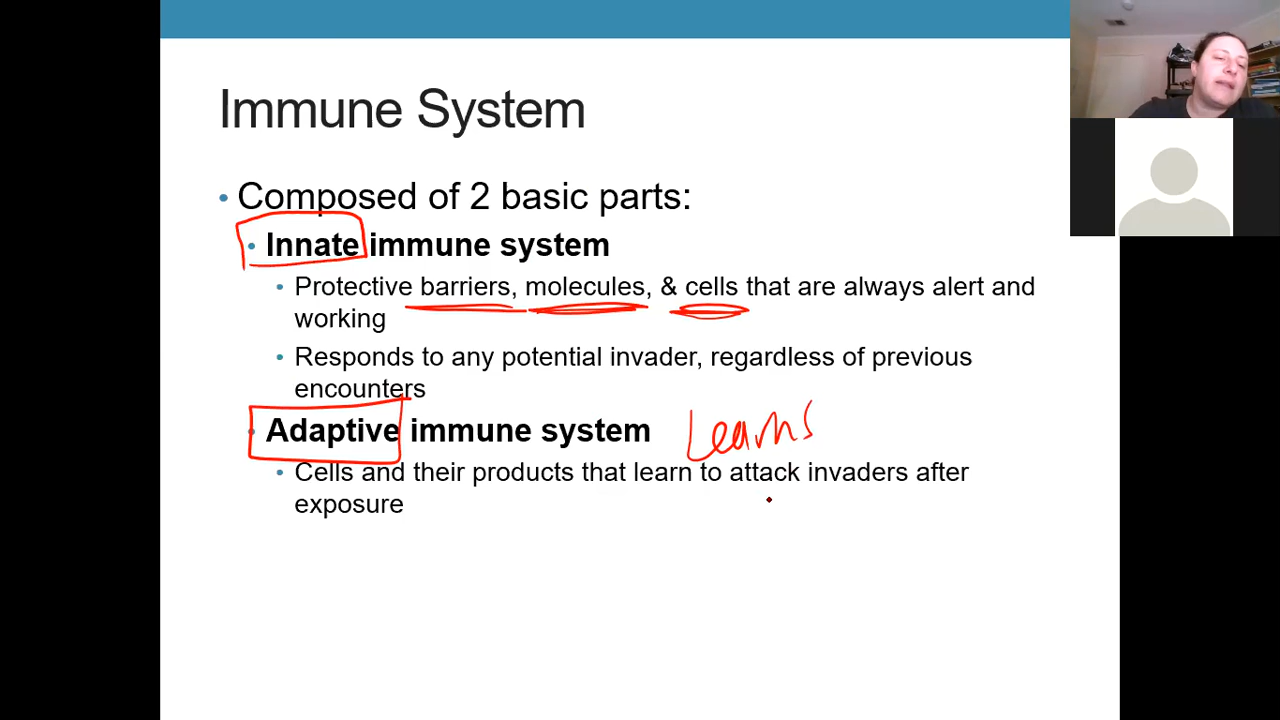 Immune System
• Composed of 2 basic parts:
• Innate immune system
• Protective barriers, molecules, & cells that are always alert and
working
• Responds to any potential invader, regardless of previous
encounters
• Adaptive immune system Learns
• Cells and their products that learn to attack invaders after
exposure